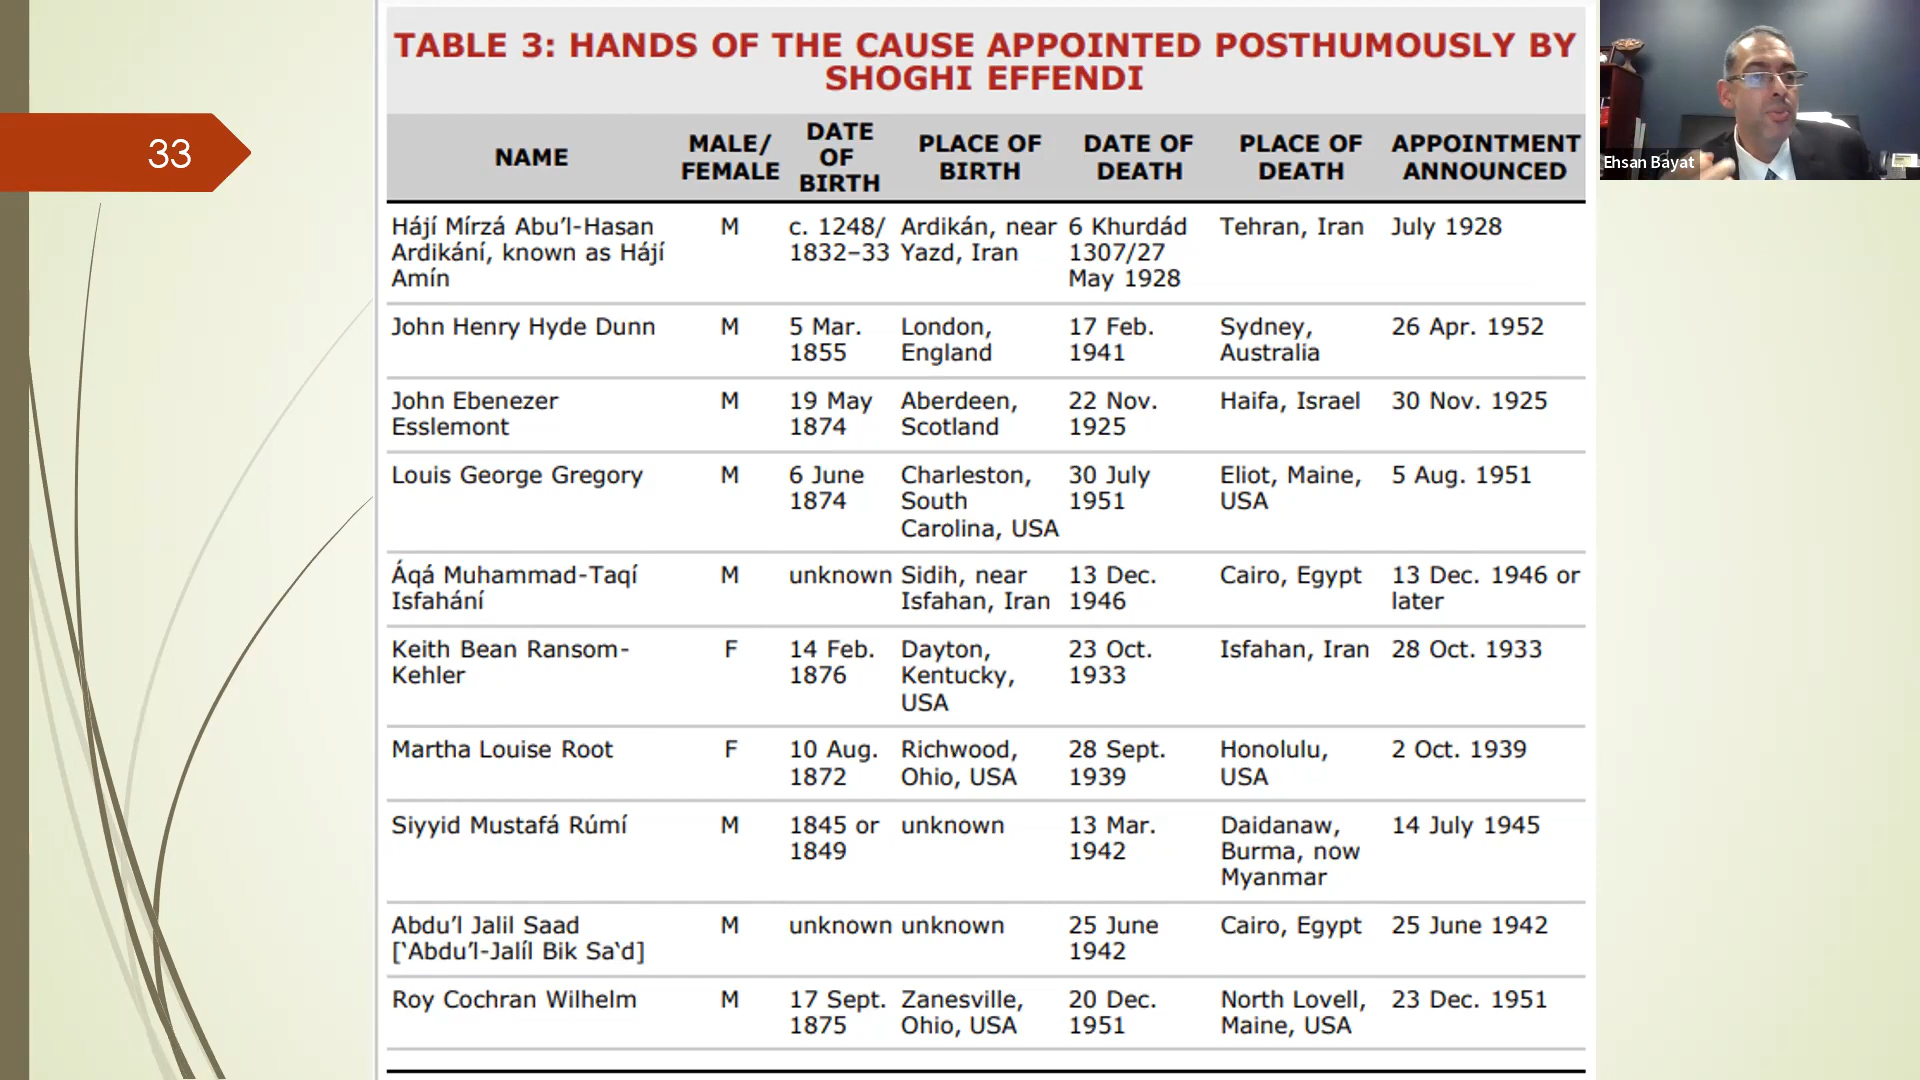 33
TABLE 3: HANDS OF THE CAUSE APPOINTED POSTHUMOUSLY BY
SHOGHI EFFENDI
NAME
MALE/
FEMALE
DATE
OF
BIRTH
PLACE OF
BIRTH
DATE OF
DEATH
PLACE OF
DEATH
APPOINTMENT
ANNOUNCED
Hájí Mírzá Abu’l-Hasan
Ardikání, known as Hájí
Amín
M
c. 1248/
1832–33
Ardikán, near
Yazd, Iran
6 Khurdád
1307/27
May 1928
Tehran, Iran
July 1928
John Henry Hyde Dunn
M
5 Mar.
1855
London,
England
17 Feb.
1941
Sydney,
Australia
26 Apr. 1952
John Ebenezer
Esslemont
M
19 May
1874
Aberdeen,
Scotland
22 Nov.
1925
Haifa, Israel
30 Nov. 1925
Louis George Gregory
M
6 June
1874
Charleston,
South
Carolina, USA
30 July
1951
Eliot, Maine,
USA
5 Aug. 1951
Áqá Muhammad-Taqí
Isfahání
M
unknown
Sidih, near
Isfahan, Iran
13 Dec.
1946
Cairo, Egypt
13 Dec. 1946 or
later
Keith Bean Ransom-
Kehler
F
14 Feb.
1876
Dayton,
Kentucky,
USA
23 Oct.
1933
Isfahan, Iran
28 Oct. 1933
Martha Louise Root
F
10 Aug.
1872
Richwood,
Ohio, USA
28 Sept.
1939
Honolulu,
USA
2 Oct. 1939
Siyyid Mustafá Rúmí
M
1845 or
1849
unknown
13 Mar.
1942
Daidanaw,
Burma, now
Myanmar
14 July 1945
Abdu’l Jalil Saad
[‘Abdu’l-Jalíl Bik Sa‘d]
M
unknown
unknown
25 June
1942
Cairo, Egypt
25 June 1942
Roy Cochran Wilhelm
M
17 Sept.
1875
Zanesville,
Ohio, USA
20 Dec.
1951
North Lovell,
Maine, USA
23 Dec. 1951
Ehsan Bayat